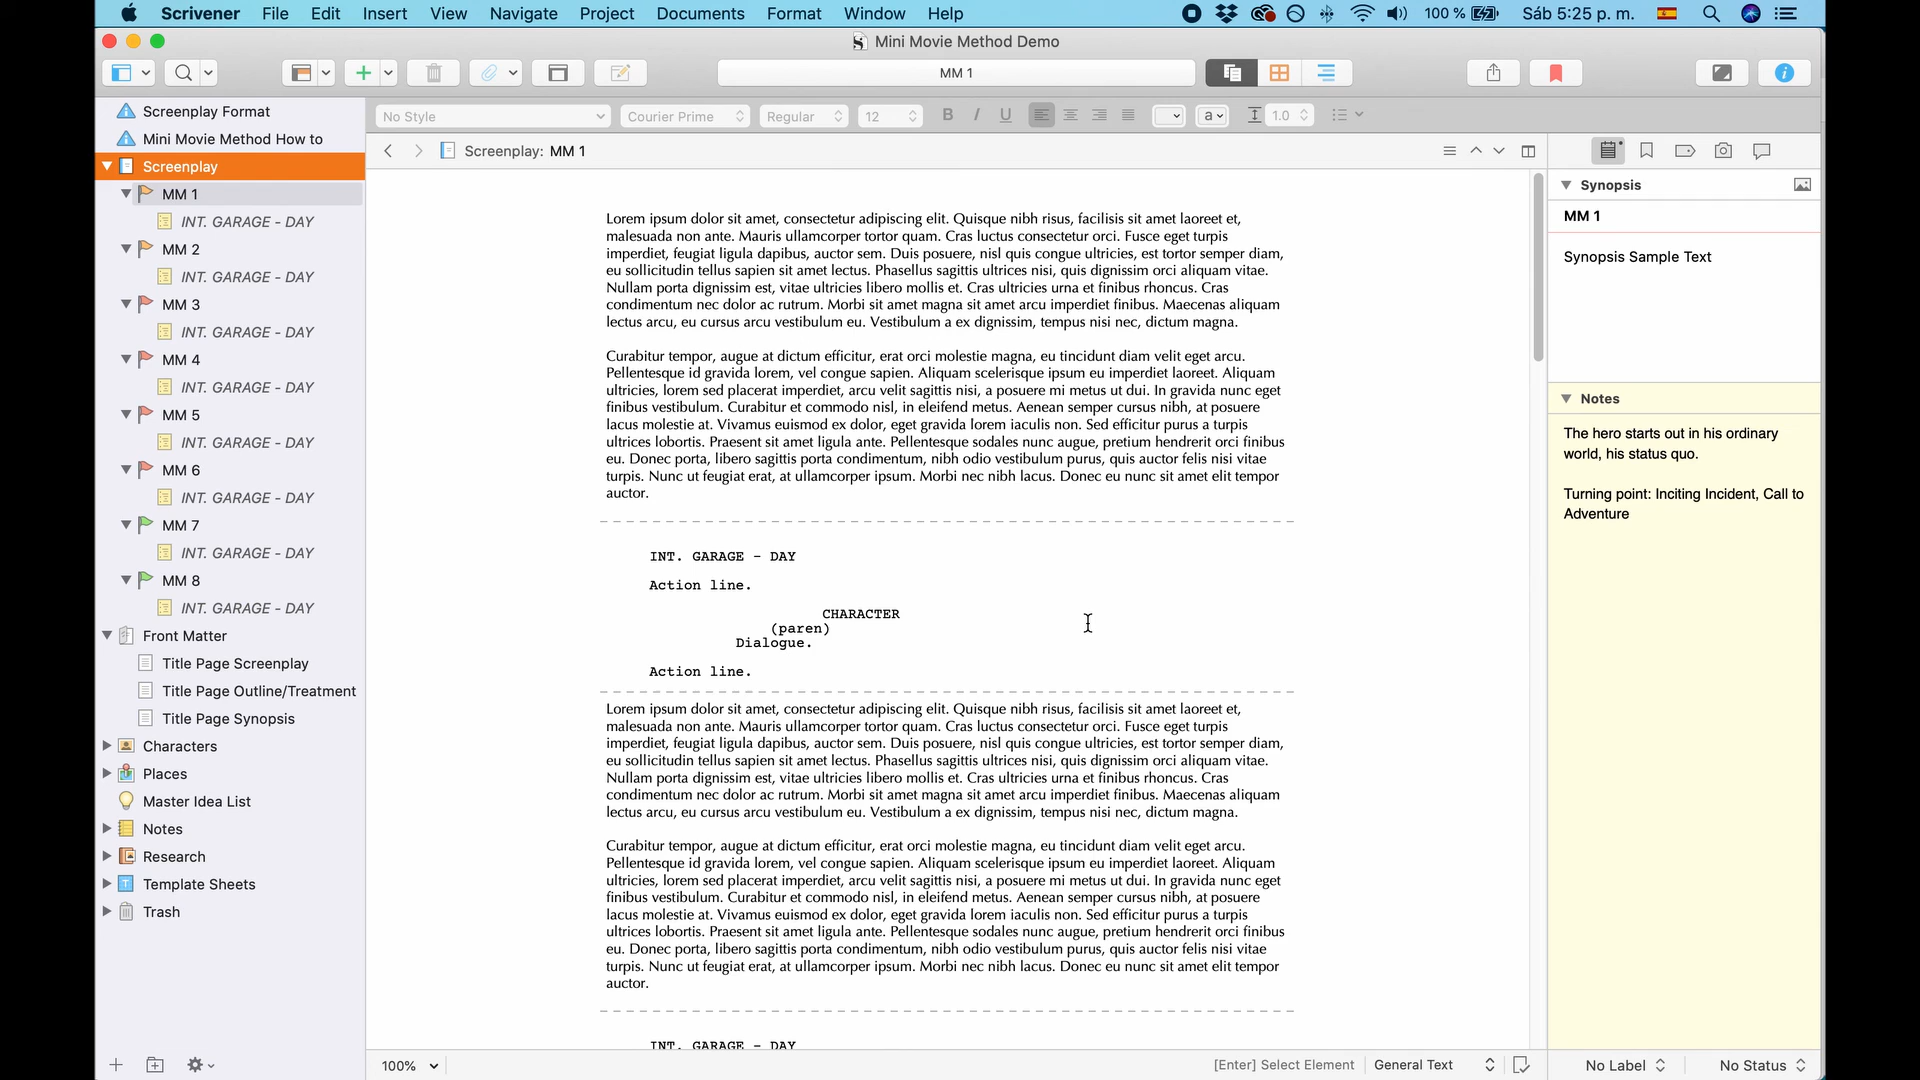 Scrivener File Edit Insert View Navigate Project Documents Format Window Help 100 % Sáb 5:25 p. m.
Mini Movie Method Demo
MM 1
No Style Courier Prime Regular 12 B I U a 1.0
Screenplay Format
Mini Movie Method How to
Screenplay
MM 1
INT. GARAGE - DAY
MM 2
INT. GARAGE - DAY
MM 3
INT. GARAGE - DAY
MM 4
INT. GARAGE - DAY
MM 5
INT. GARAGE - DAY
MM 6
INT. GARAGE - DAY
MM 7
INT. GARAGE - DAY
MM 8
INT. GARAGE - DAY
Front Matter
Title Page Screenplay
Title Page Outline/Treatment
Title Page Synopsis
Characters
Places
Master Idea List
Notes
Research
Template Sheets
Trash
Screenplay: MM 1
Lorem ipsum dolor sit amet, consectetur adipiscing elit. Quisque nibh risus, facilisis sit amet laoreet et,
malesuada non ante. Mauris ullamcorper tortor quam. Cras luctus consectetur orci. Fusce eget turpis
imperdiet, feugiat ligula dapibus, auctor sem. Duis posuere, nisl quis congue ultricies, est tortor semper diam,
eu sollicitudin tellus sapien sit amet lectus. Phasellus sagittis ultrices nisi, quis dignissim orci aliquam vitae.
Nullam porta dignissim est, vitae ultricies libero mollis et. Cras ultricies urna et finibus rhoncus. Cras
condimentum nec dolor ac rutrum. Morbi sit amet magna sit amet arcu imperdiet finibus. Maecenas aliquam
lectus arcu, eu cursus arcu vestibulum eu. Vestibulum a ex dignissim, tempus nisi nec, dictum magna.
Curabitur tempor, augue at dictum efficitur, erat orci molestie magna, eu tincidunt diam velit eget arcu.
Pellentesque id gravida lorem, vel congue sapien. Aliquam scelerisque ipsum eu imperdiet laoreet. Aliquam
ultricies, lorem sed placerat imperdiet, arcu velit sagittis nisi, a posuere mi metus ut dui. In gravida nunc eget
finibus vestibulum. Curabitur et commodo nisl, in eleifend metus. Aenean semper cursus nibh, at posuere
lacus molestie at. Vivamus euismod ex dolor, eget gravida lorem iaculis non. Sed efficitur purus a turpis
ultrices lobortis. Praesent sit amet ligula ante. Pellentesque sodales nunc augue, pretium hendrerit orci finibus
eu. Donec porta, libero sagittis porta condimentum, nibh odio vestibulum purus, quis auctor felis nisi vitae
turpis. Nunc ut feugiat erat, at ullamcorper ipsum. Morbi nec nibh lacus. Donec eu nunc sit amet elit tempor
auctor.
INT. GARAGE - DAY
Action line.
CHARACTER
(paren)
Dialogue.
Action line.
Lorem ipsum dolor sit amet, consectetur adipiscing elit. Quisque nibh risus, facilisis sit amet laoreet et,
malesuada non ante. Mauris ullamcorper tortor quam. Cras luctus consectetur orci. Fusce eget turpis
imperdiet, feugiat ligula dapibus, auctor sem. Duis posuere, nisl quis congue ultricies, est tortor semper diam,
eu sollicitudin tellus sapien sit amet lectus. Phasellus sagittis ultrices nisi, quis dignissim orci aliquam vitae.
Nullam porta dignissim est, vitae ultricies libero mollis et. Cras ultricies urna et finibus rhoncus. Cras
condimentum nec dolor ac rutrum. Morbi sit amet magna sit amet arcu imperdiet finibus. Maecenas aliquam
lectus arcu, eu cursus arcu vestibulum eu. Vestibulum a ex dignissim, tempus nisi nec, dictum magna.
Curabitur tempor, augue at dictum efficitur, erat orci molestie magna, eu tincidunt diam velit eget arcu.
Pellentesque id gravida lorem, vel congue sapien. Aliquam scelerisque ipsum eu imperdiet laoreet. Aliquam
ultricies, lorem sed placerat imperdiet, arcu velit sagittis nisi, a posuere mi metus ut dui. In gravida nunc eget
finibus vestibulum. Curabitur et commodo nisl, in eleifend metus. Aenean semper cursus nibh, at posuere
lacus molestie at. Vivamus euismod ex dolor, eget gravida lorem iaculis non. Sed efficitur purus a turpis
ultrices lobortis. Praesent sit amet ligula ante. Pellentesque sodales nunc augue, pretium hendrerit orci finibus
eu. Donec porta, libero sagittis porta condimentum, nibh odio vestibulum purus, quis auctor felis nisi vitae
turpis. Nunc ut feugiat erat, at ullamcorper ipsum. Morbi nec nibh lacus. Donec eu nunc sit amet elit tempor
auctor.
INT. GARAGE - DAY
Synopsis
MM 1
Synopsis Sample Text
Notes
The hero starts out in his ordinary
world, his status quo.
Turning point: Inciting Incident, Call to
Adventure
100% [Enter] Select Element General Text No Label No Status